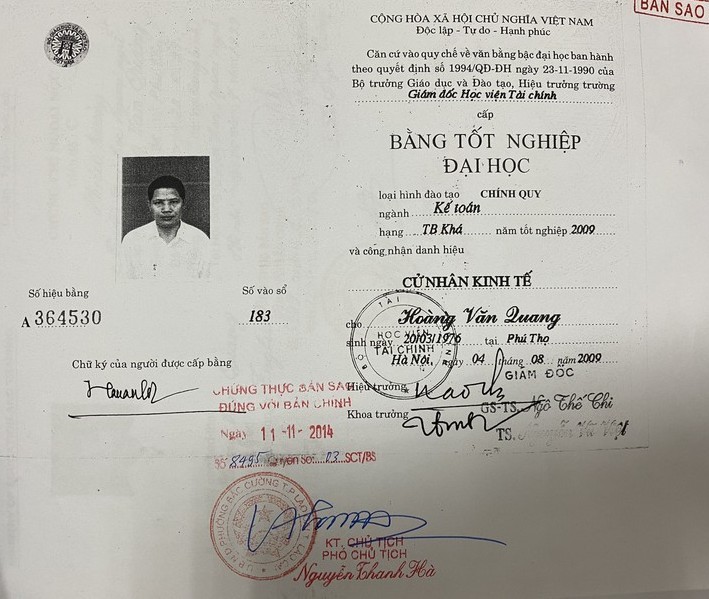 BẢN SAO
CỘNG HÒA XÃ HỘI CHỦ NGHĨA VIỆT NAM
Độc lập - Tự do - Hạnh phúc
Căn cứ vào quy chế về văn bằng bậc đại học ban hành
theo quyết định số 1994/QĐ-ĐH ngày 23-11-1990 của
Bộ trưởng Giáo dục và Đào tạo, Hiệu trưởng trường
Giám đốc Học viện Tài chính
cấp
BẰNG TỐT NGHIỆP
ĐẠI HỌC
loại hình đào tạo CHÍNH QUY
ngành Kế toán
hạng TB Khá năm tốt nghiệp 2009
và công nhận danh hiệu
CỬ NHÂN KINH TẾ
cho Hoàng Văn Quang
sinh ngày 20/03/1976 tại Phú Thọ
Hà Nội, ngày 04 tháng 08 năm 2009
HỌC VIỆN
TÀI CHÍNH
GIÁM ĐỐC
Hiệu trưởng
GS-TS. Ngô Thế Chi
Khoa trưởng
TS.
Số hiệu bằng
A 364530
Số vào sổ
183
Chữ ký của người được cấp bằng
CHỨNG THỰC BẢN SAO
ĐÚNG VỚI BẢN CHÍNH
Ngày 11-11-2014
Số 8495 Quyển Số: 03 SCT/BS
KT. CHỦ TỊCH
PHÓ CHỦ TỊCH
Nguyễn Thanh Hà